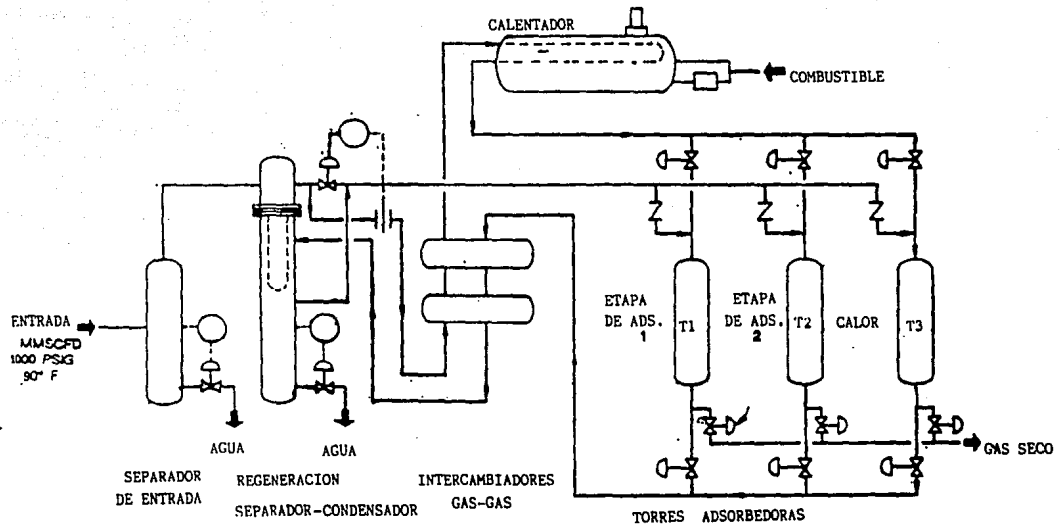 CALENTADOR
COMBUSTIBLE
ENTRADA
MMSCFD
1000 PSIG
90° F
ETAPA
DE ADS.
1
T1
ETAPA
DE ADS.
2
T2
CALOR
T3
AGUA
AGUA
GAS SECO
SEPARADOR
DE ENTRADA
REGENERACION
SEPARADOR-CONDENSADOR
INTERCAMBIADORES
GAS-GAS
TORRES ADSORBEDORAS